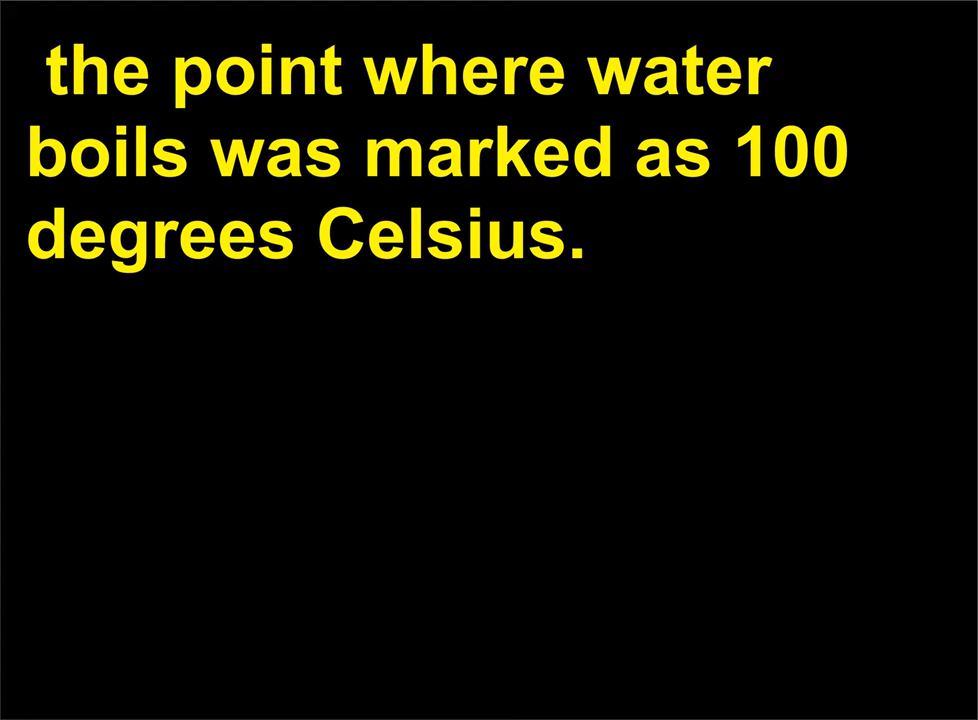 the point where water
boils was marked as 100
degrees Celsius.